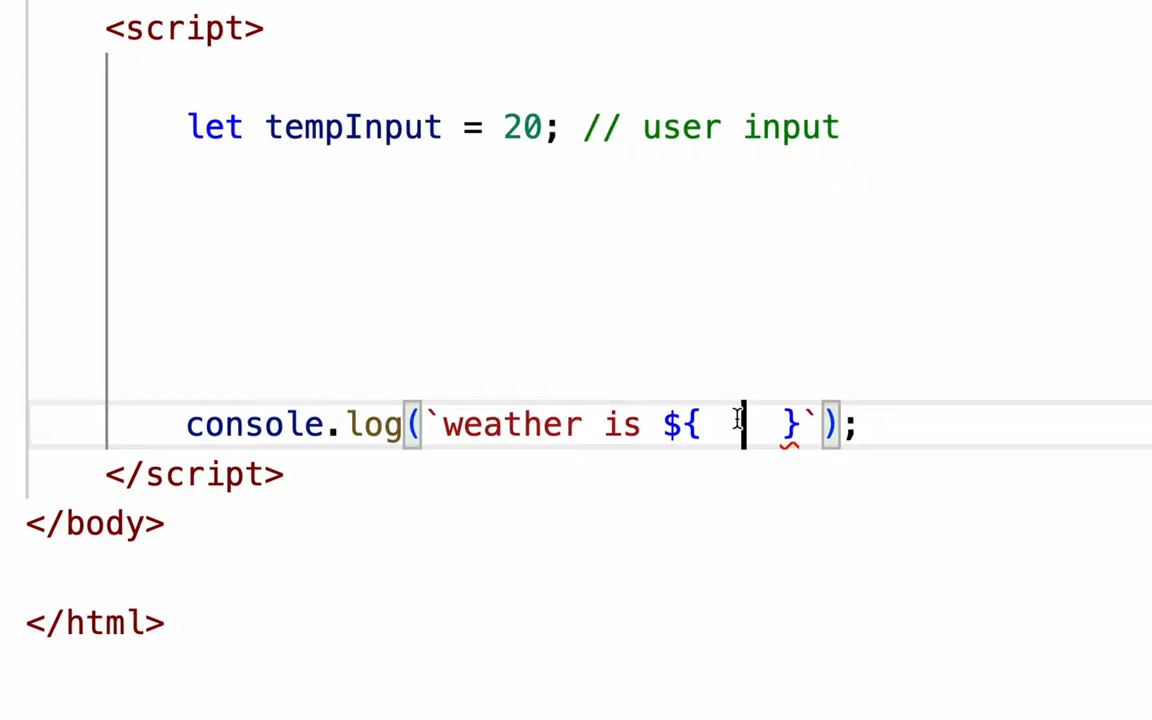 <script>
let tempInput = 20; // user input
console.log(`weather is ${    }`);
</script>
</body>
</html>